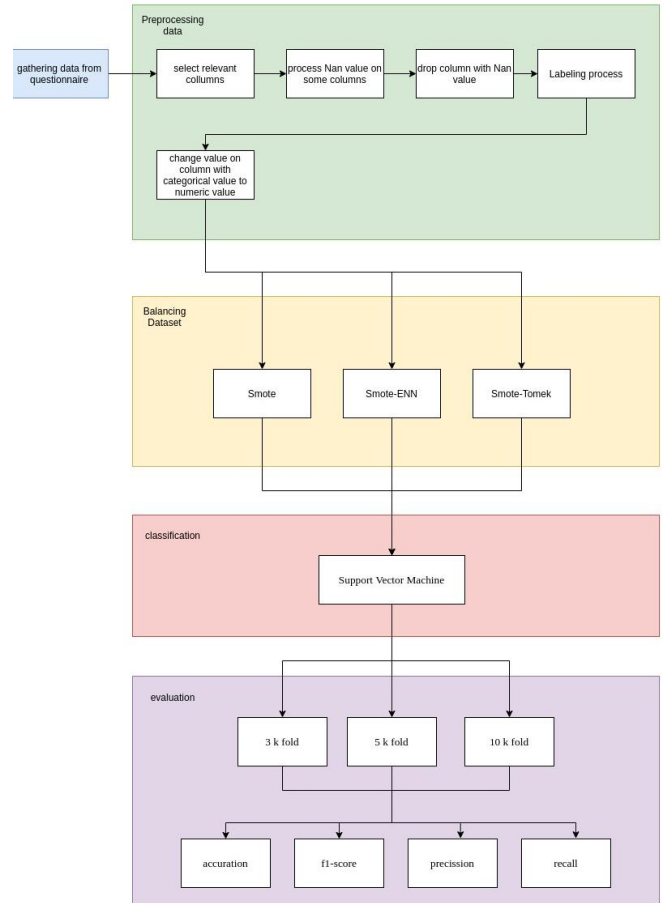 Preprocessing
data
gathering data from
questionnaire
select relevant
collumns
process Nan value on
some columns
drop column with Nan
value
Labeling process
change value on
column with
categorical value to
numeric value
Balancing
Dataset
Smote
Smote-ENN
Smote-Tomek
classification
Support Vector Machine
evaluation
3 k fold
5 k fold
10 k fold
accuration
f1-score
precission
recall